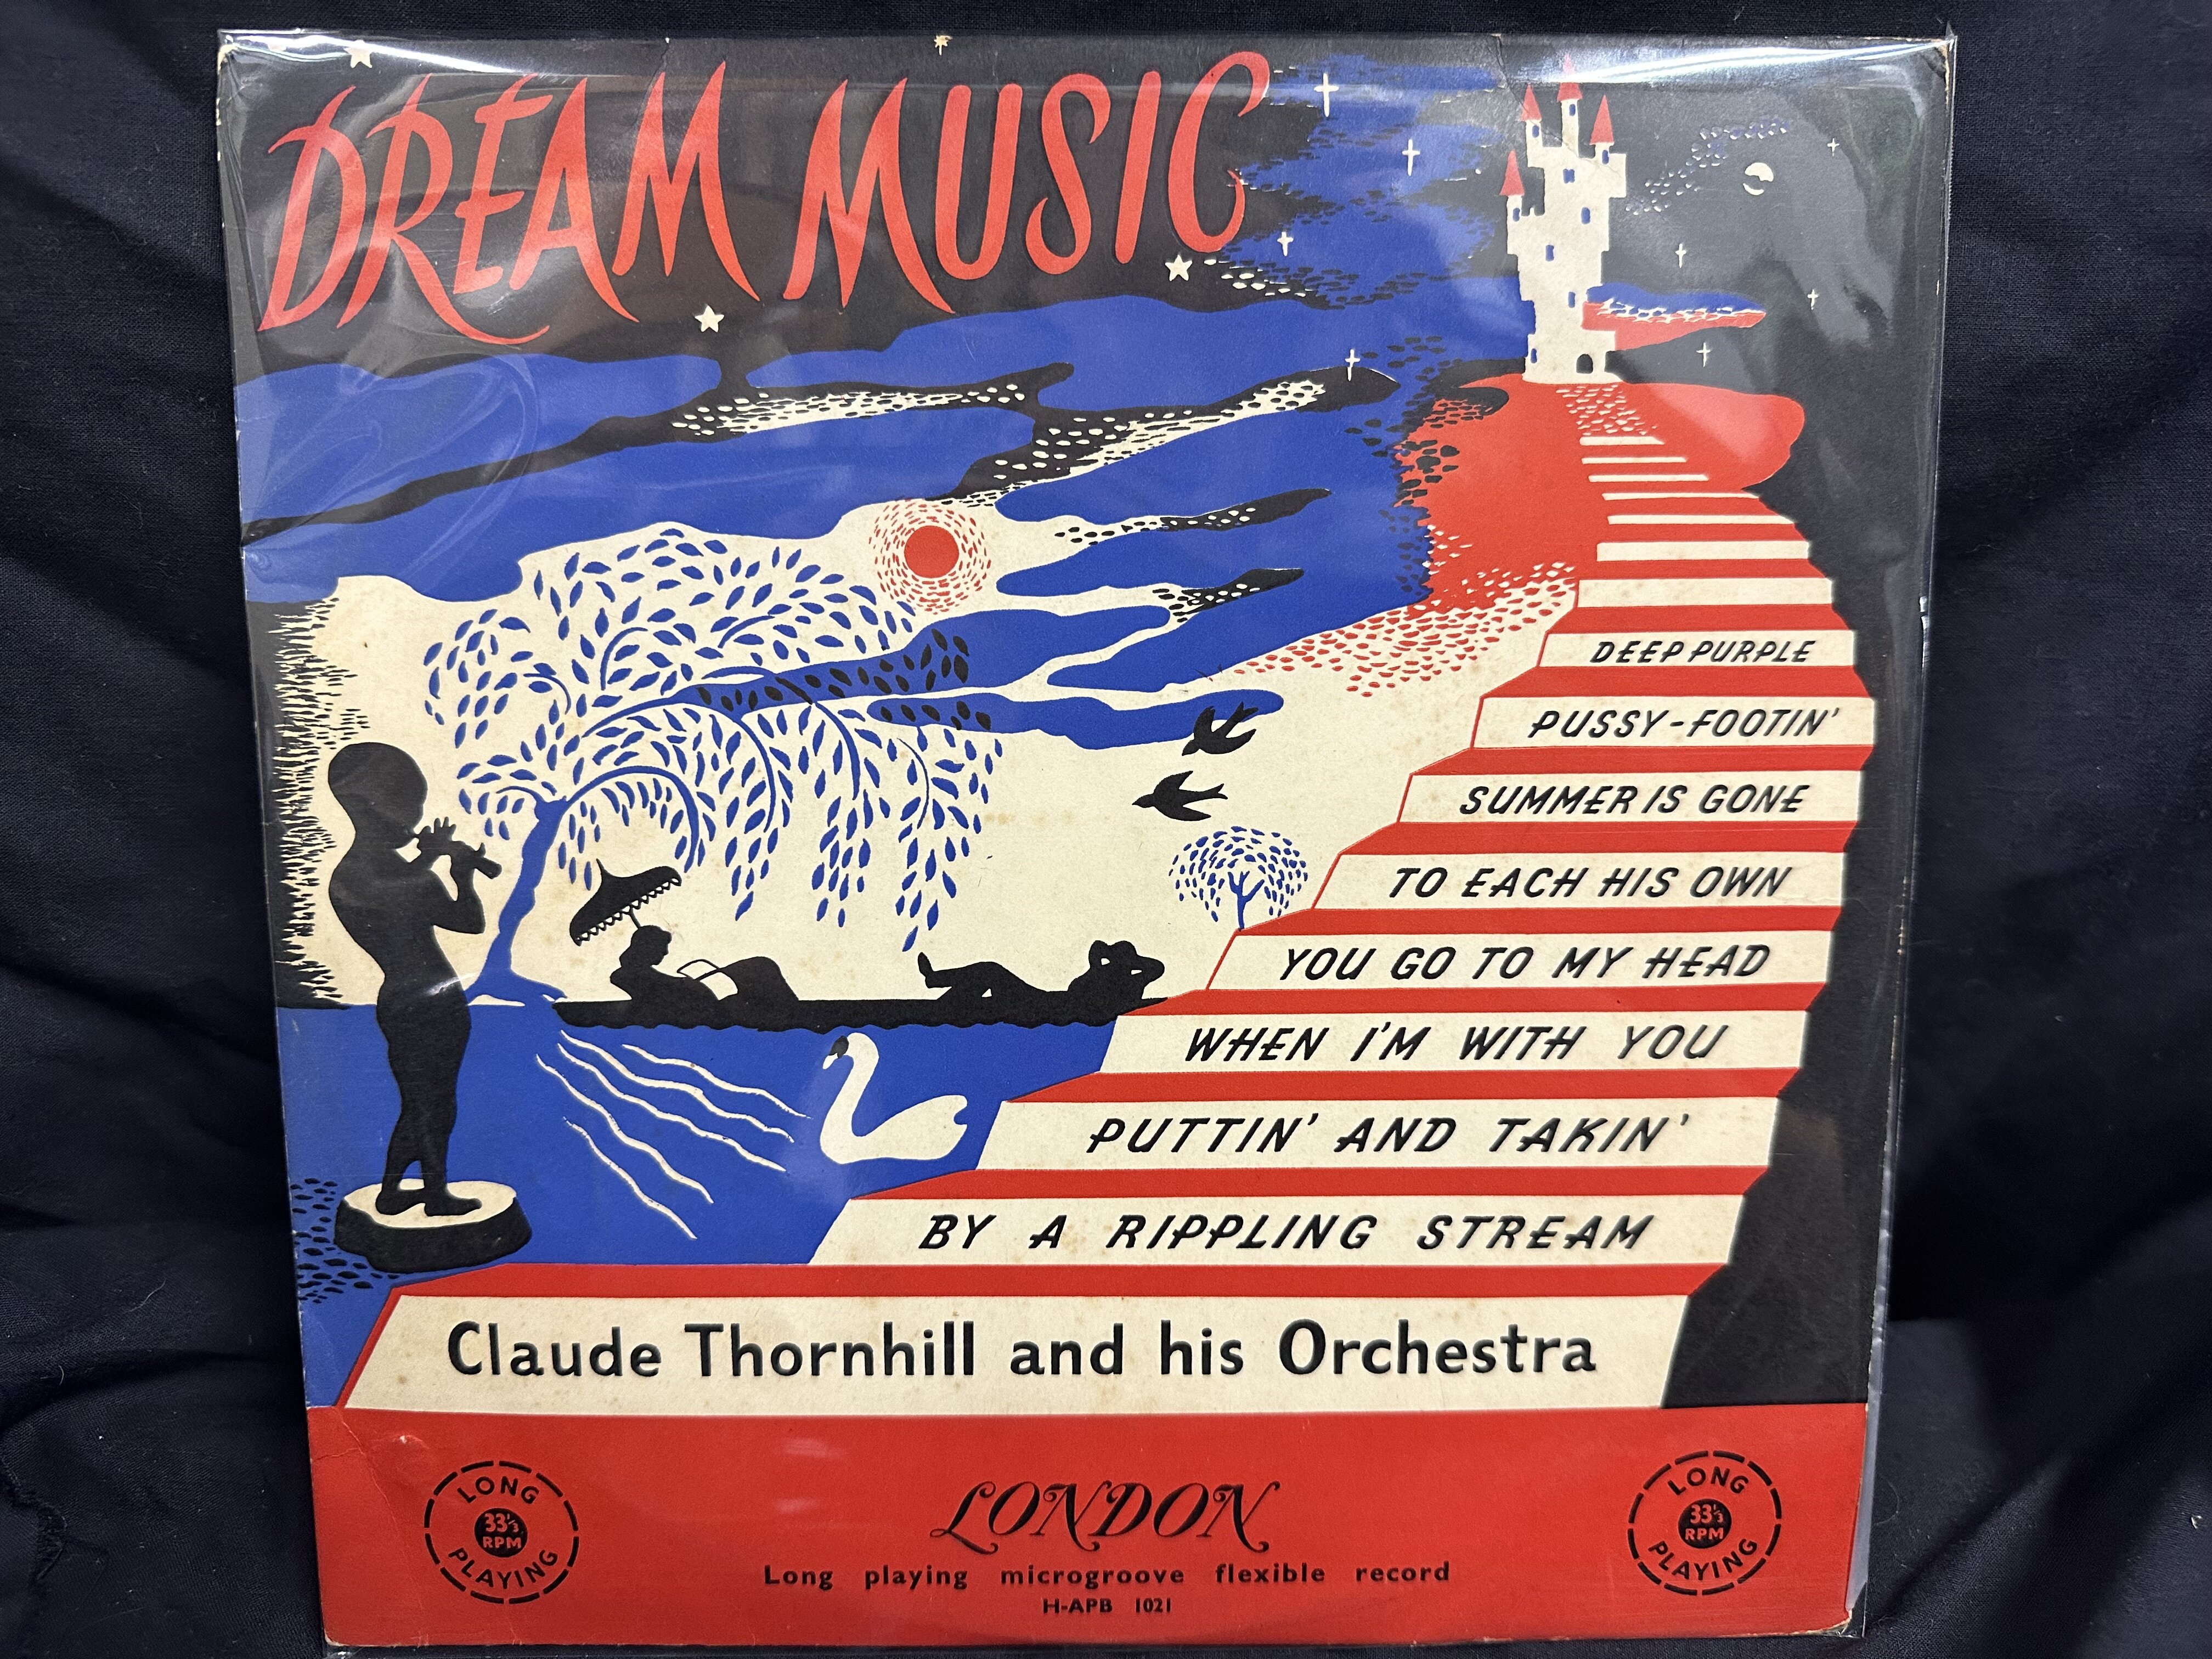 DREAM MUSIC
DEEP PURPLE
PUSSY-FOOTIN'
SUMMER IS GONE
TO EACH HIS OWN
YOU GO TO MY HEAD
WHEN I'M WITH YOU
PUTTIN' AND TAKIN'
BY A RIPPLING STREAM
Claude Thornhill and his Orchestra
LONG
33⅓
RPM
PLAYING
LONDON
Long playing microgroove flexible record
H-APB 1021
LONG
33⅓
RPM
PLAYING